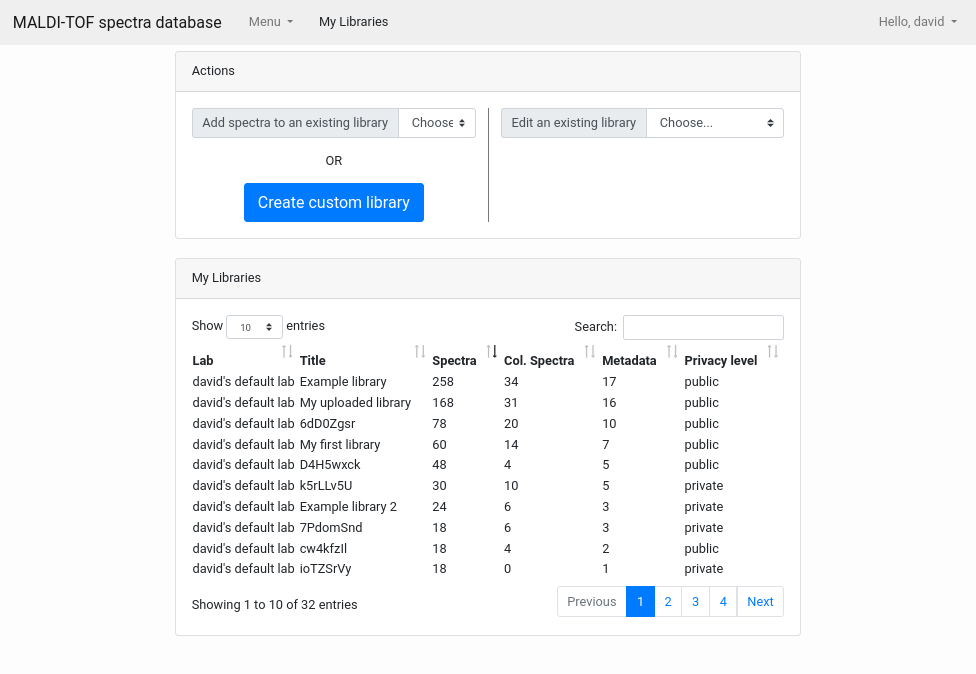 MALDI-TOF spectra database Menu My Libraries Hello, david
Actions
Add spectra to an existing library Choose
Edit an existing library Choose...
OR
Create custom library
My Libraries
Show 10 entries Search:
Lab Title Spectra Col. Spectra Metadata Privacy level
david's default lab Example library 258 34 17 public
david's default lab My uploaded library 168 31 16 public
david's default lab 6dD0Zgsr 78 20 10 public
david's default lab My first library 60 14 7 public
david's default lab D4H5wxck 48 4 5 public
david's default lab k5rLLv5U 30 10 5 private
david's default lab Example library 2 24 6 3 private
david's default lab 7PdomSnd 18 6 3 private
david's default lab cw4kfzIl 18 4 2 public
david's default lab ioTZSrVy 18 0 1 private
Showing 1 to 10 of 32 entries
Previous 1 2 3 4 Next